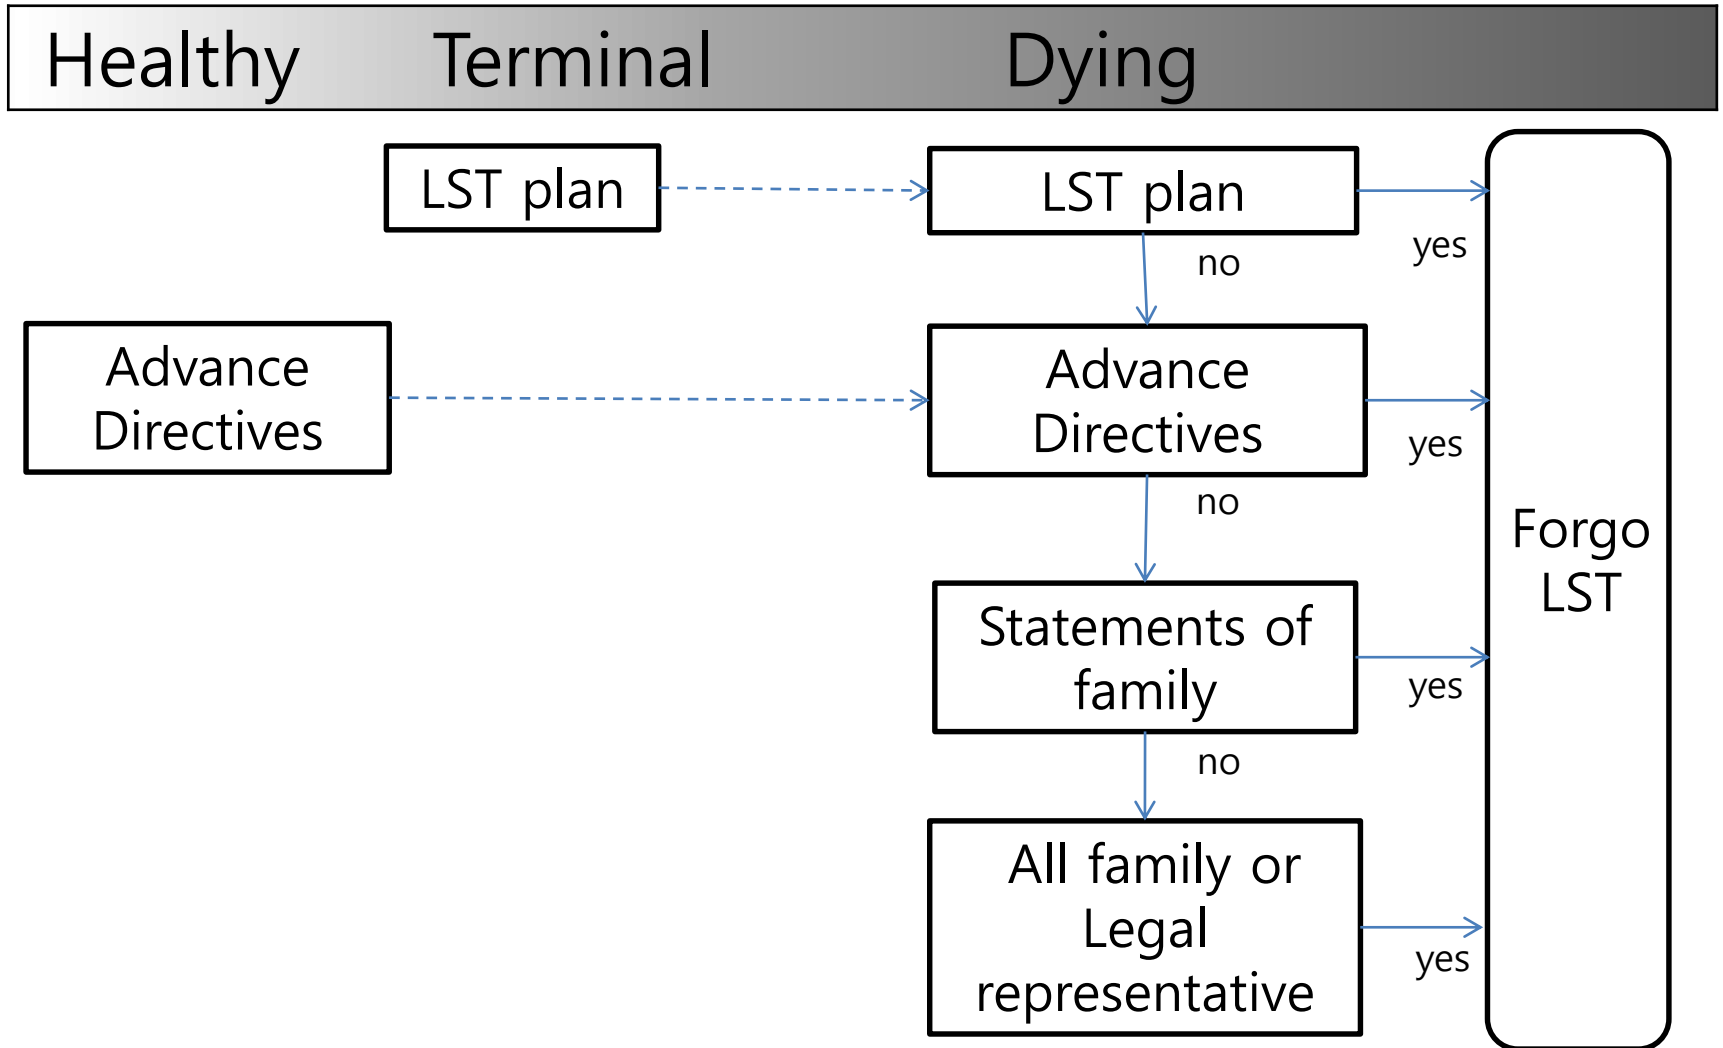 Healthy Terminal Dying
LST plan
LST plan
yes
no
Advance
Directives
Advance
Directives
yes
no
Statements of
family
yes
no
All family or
Legal
representative
yes
Forgo
LST